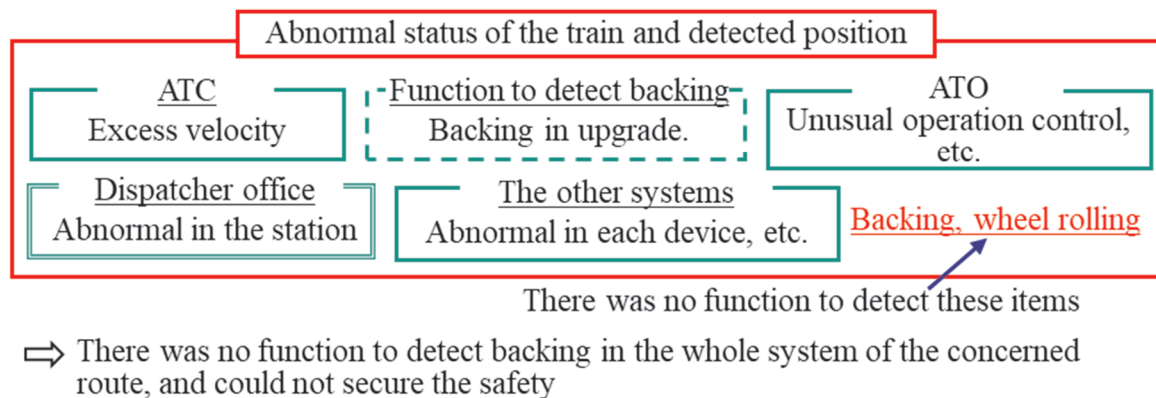 Abnormal status of the train and detected position
ATC
Excess velocity
Function to detect backing
Backing in upgrade.
ATO
Unusual operation control,
etc.
Dispatcher office
Abnormal in the station
The other systems
Abnormal in each device, etc.
Backing, wheel rolling
There was no function to detect these items
⇨ There was no function to detect backing in the whole system of the concerned
route, and could not secure the safety